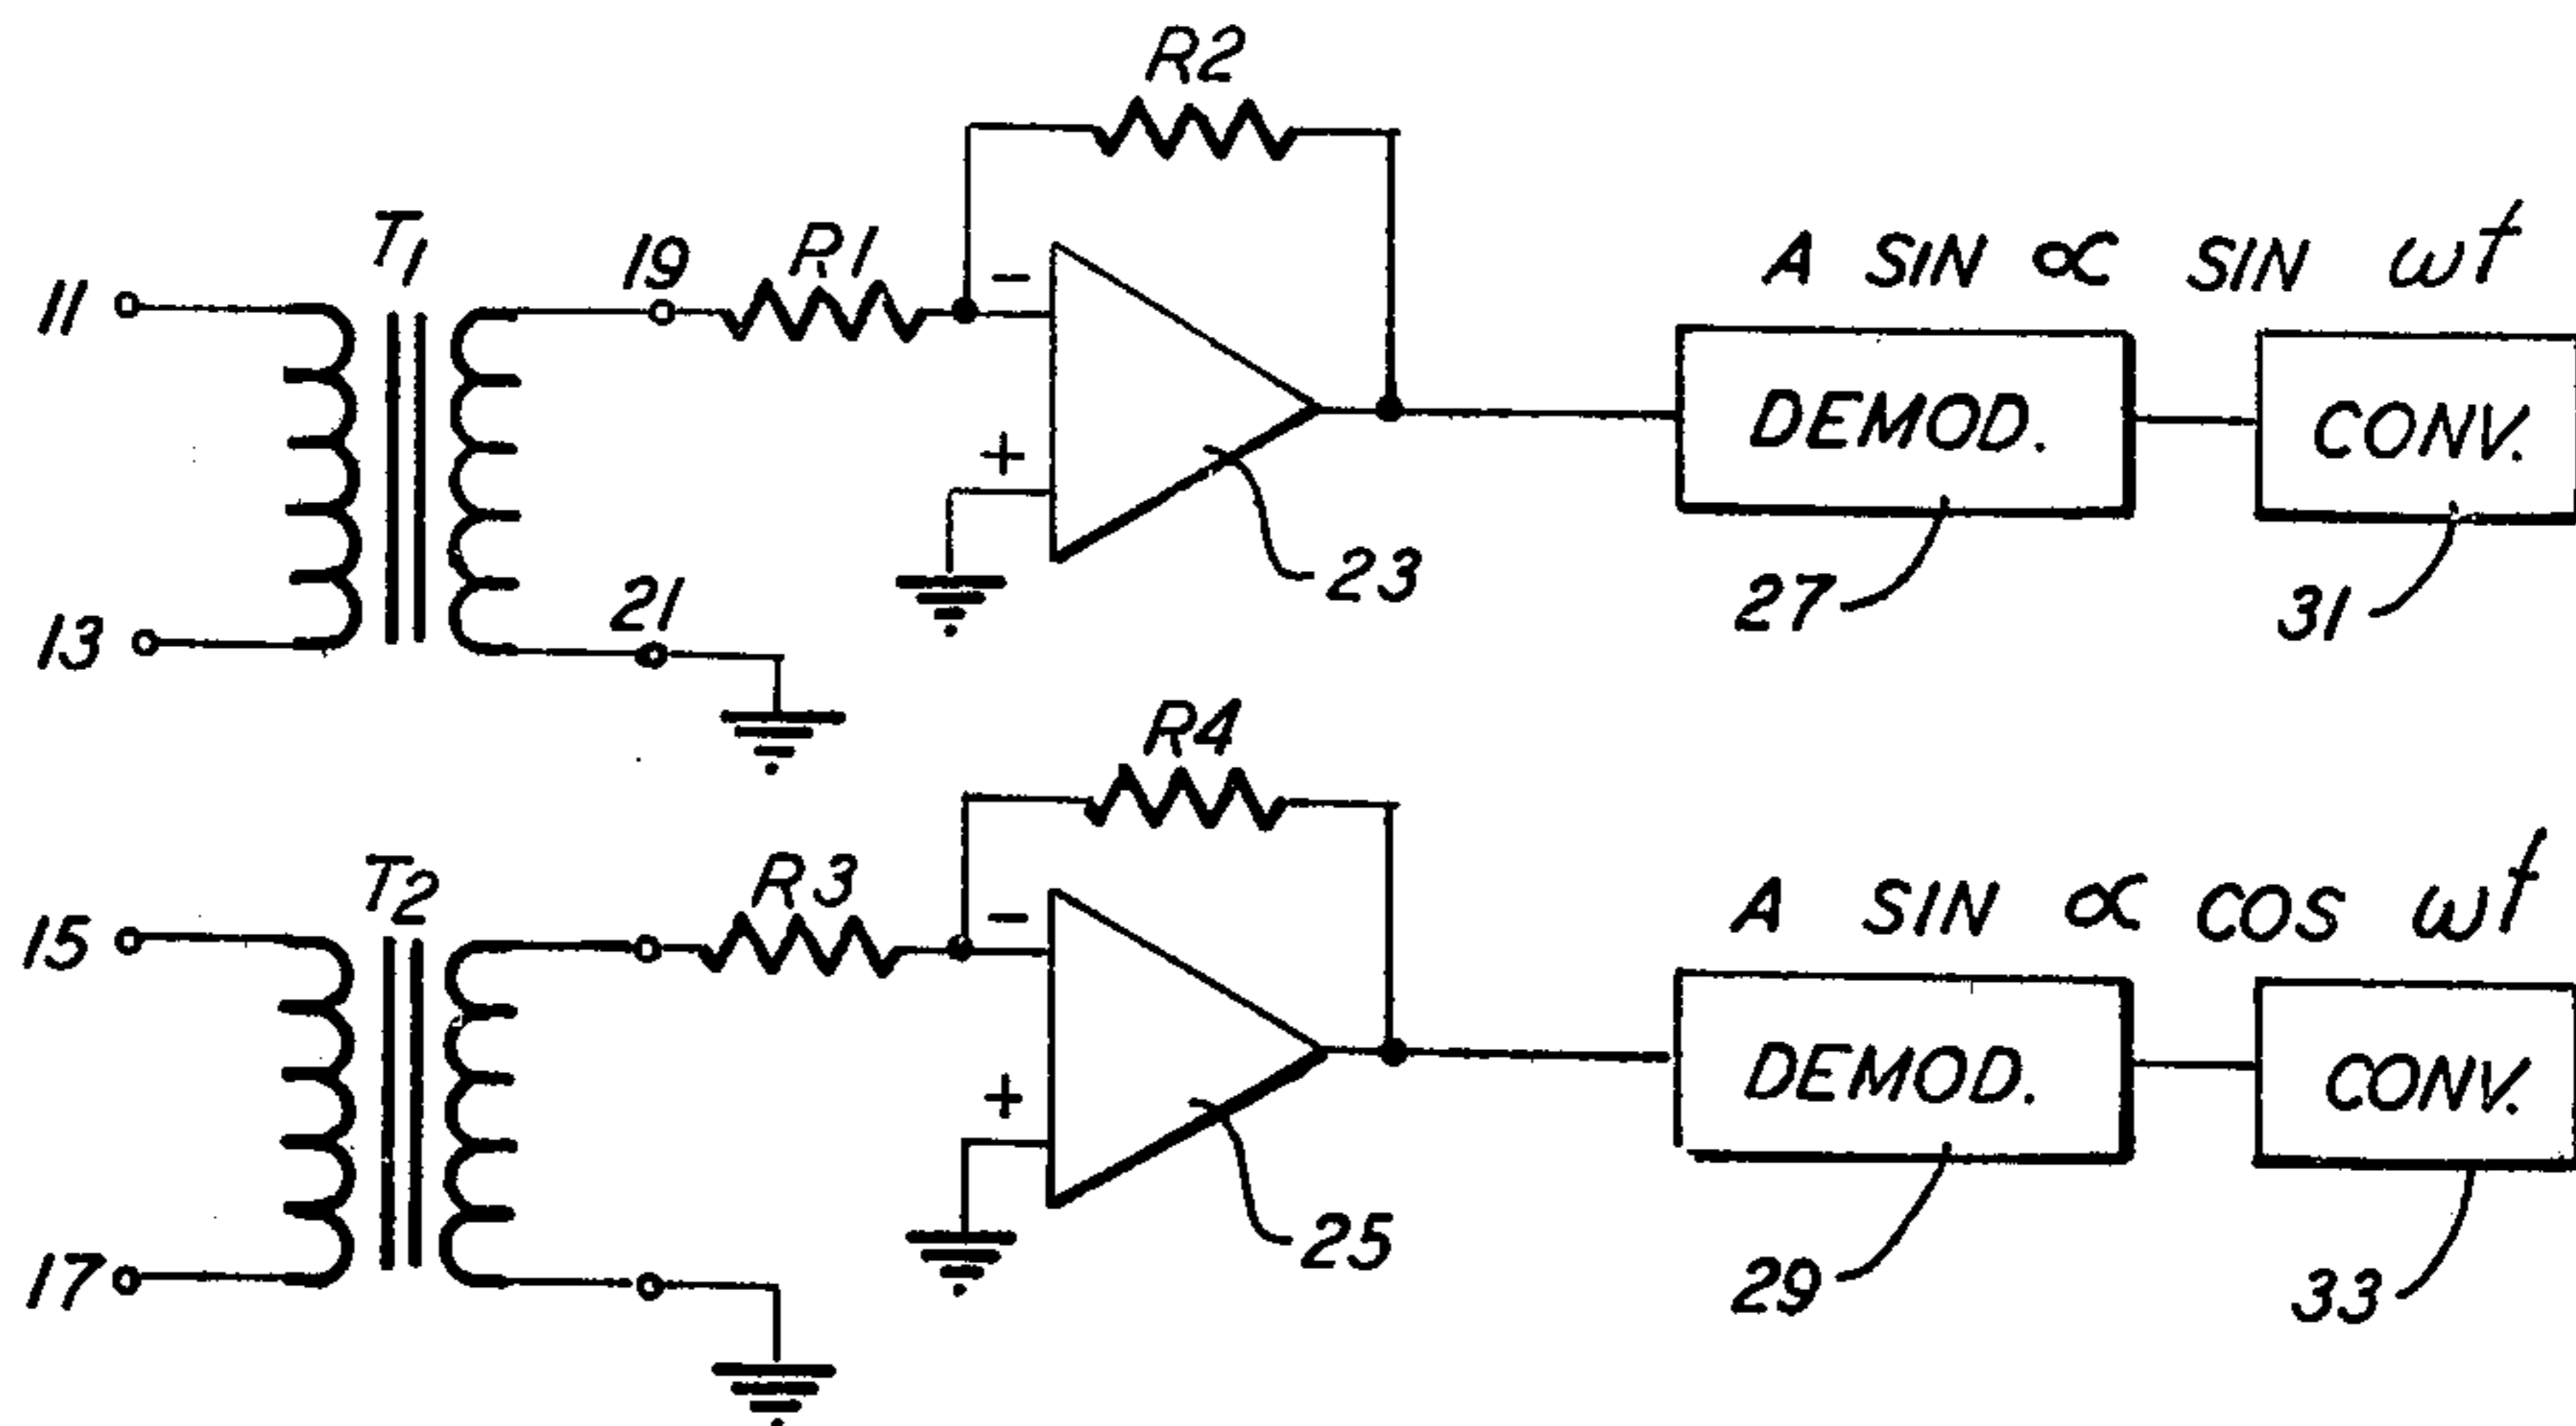 R2
T1
19
R1
A SIN ∝ SIN ωt
11
-
+
DEMOD.
CONV.
13
21
23
27
31
R4
T2
R3
A SIN ∝ COS ωt
15
-
+
DEMOD.
CONV.
17
25
29
33